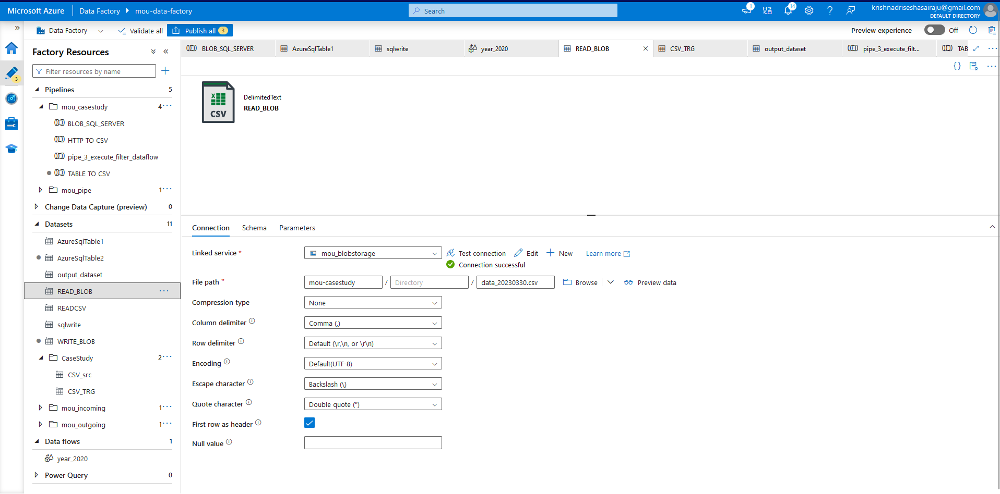 Microsoft Azure Data Factory mou-data-factory Search 1 14 krishnadriseshasairaju@gmail.com
DEFAULT DIRECTORY
Data Factory Validate all Publish all 3 Preview experience Off
Factory Resources
BLOB_SQL_SERVER AzureSqlTable1 sqlwrite year_2020 READ_BLOB CSV_TRG output_dataset pipe_3_execute_filt... TAB
Filter resources by name
3
{}
Pipelines 5
mou_casestudy 4
BLOB_SQL_SERVER
HTTP TO CSV
pipe_3_execute_filter_dataflow
TABLE TO CSV
mou_pipe 1
Change Data Capture (preview) 0
Datasets 11
AzureSqlTable1
AzureSqlTable2
output_dataset
READ_BLOB
READCSV
sqlwrite
WRITE_BLOB
CaseStudy 2
CSV_src
CSV_TRG
mou_incoming 1
mou_outgoing 1
Data flows 1
year_2020
Power Query 0
X
CSV
DelimitedText
READ_BLOB
Connection Schema Parameters
Linked service * mou_blobstorage Test connection Edit New Learn more
Connection successful
File path * mou-casestudy / Directory / data_20230330.csv Browse Preview data
Compression type None
Column delimiter Comma (,)
Row delimiter Default (\r,\n, or \r\n)
Encoding Default(UTF-8)
Escape character Backslash (\)
Quote character Double quote (")
First row as header
Null value